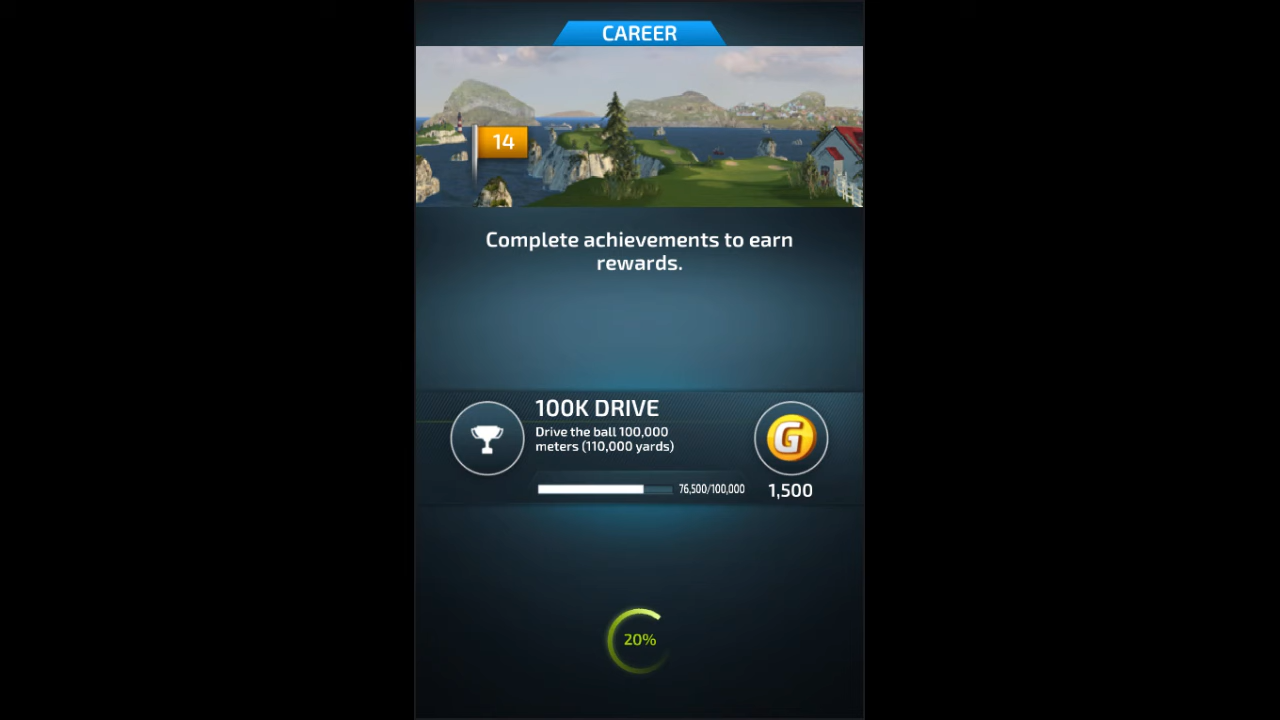 CAREER
14
Complete achievements to earn
rewards.
100K DRIVE
Drive the ball 100,000
meters (110,000 yards)
76,500/100,000
G
1,500
20%